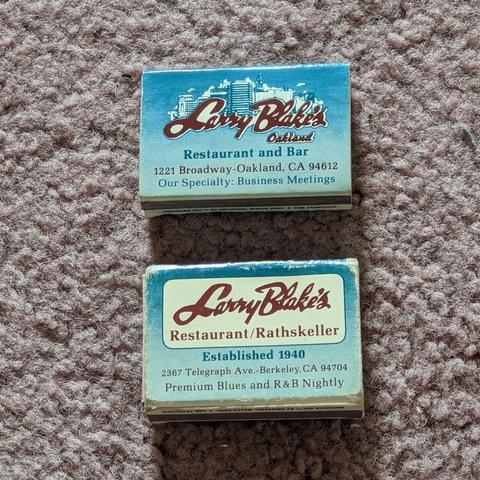 Larry Blake's
Oakland
Restaurant and Bar
1221 Broadway-Oakland, CA 94612
Our Specialty: Business Meetings
Larry Blake's
Restaurant/Rathskeller
Established 1940
2367 Telegraph Ave.-Berkeley, CA 94704
Premium Blues and R&B Nightly